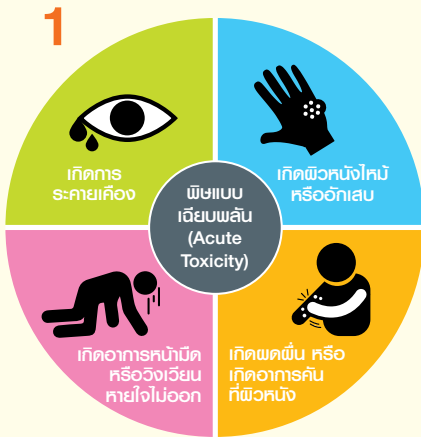 1
เกิดการ
ระคายเคือง
เกิดผิวหนังไหม้
หรืออักเสบ
พิษแบบ
เฉียบพลัน
(Acute
Toxicity)
เกิดอาการหน้ามืด
หรือวิงเวียน
หายใจไม่ออก
เกิดผดผื่น หรือ
เกิดอาการคัน
ที่ผิวหนัง